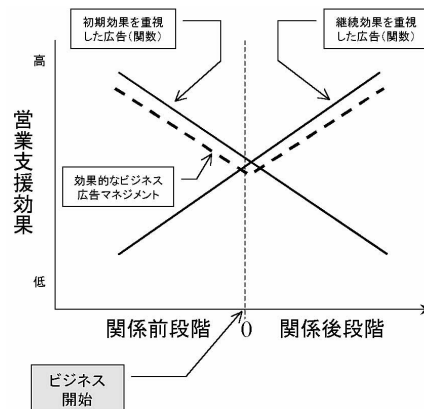 初期効果を重視
した広告(関数)
継続効果を重視
した広告(関数)
高
営業支援効果
効果的なビジネス
広告マネジメント
低
関係前段階
0
関係後段階
ビジネス
開始